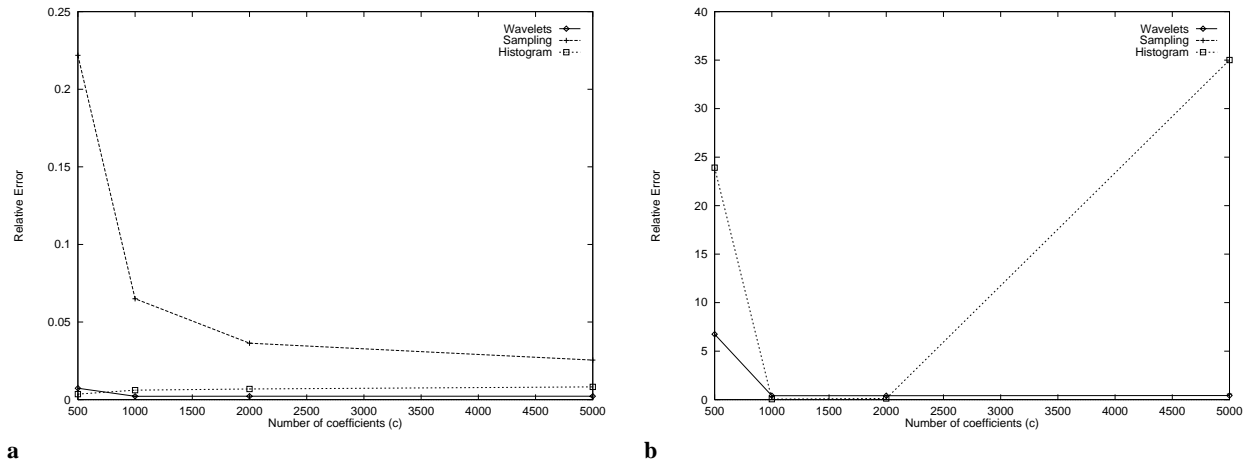 0.25
0.2
0.15
0.1
0.05
0
Relative Error
Wavelets
Sampling
Histogram
500 1000 1500 2000 2500 3000 3500 4000 4500 5000
Number of coefficients (c)
a
40
35
30
25
20
15
10
5
0
Relative Error
Wavelets
Sampling
Histogram
500 1000 1500 2000 2500 3000 3500 4000 4500 5000
Number of coefficients (c)
b